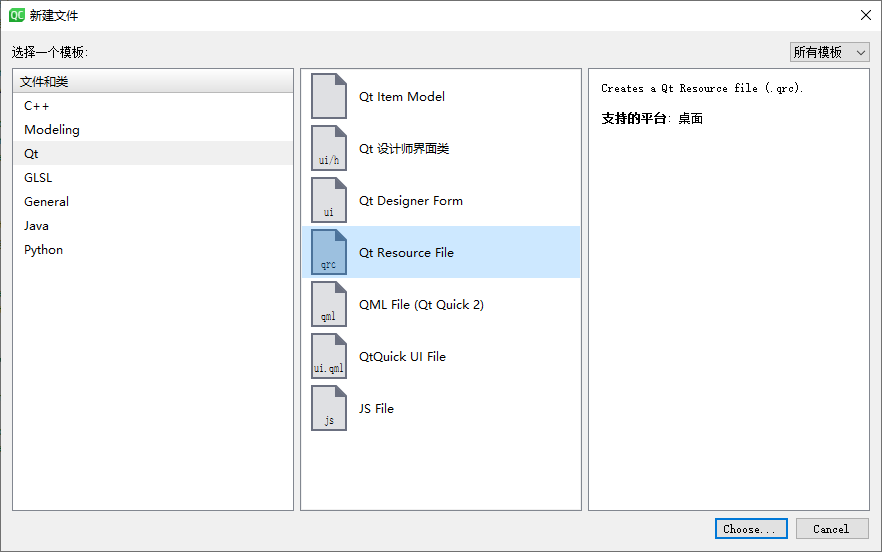 QC 新建文件
选择一个模板:
所有模板
文件和类
C++
Modeling
Qt
GLSL
General
Java
Python
Qt Item Model
ui/h
Qt 设计师界面类
ui
Qt Designer Form
qrc
Qt Resource File
qml
QML File (Qt Quick 2)
ui.qml
QtQuick UI File
js
JS File
Creates a Qt Resource file (.qrc).
支持的平台: 桌面
Choose...
Cancel